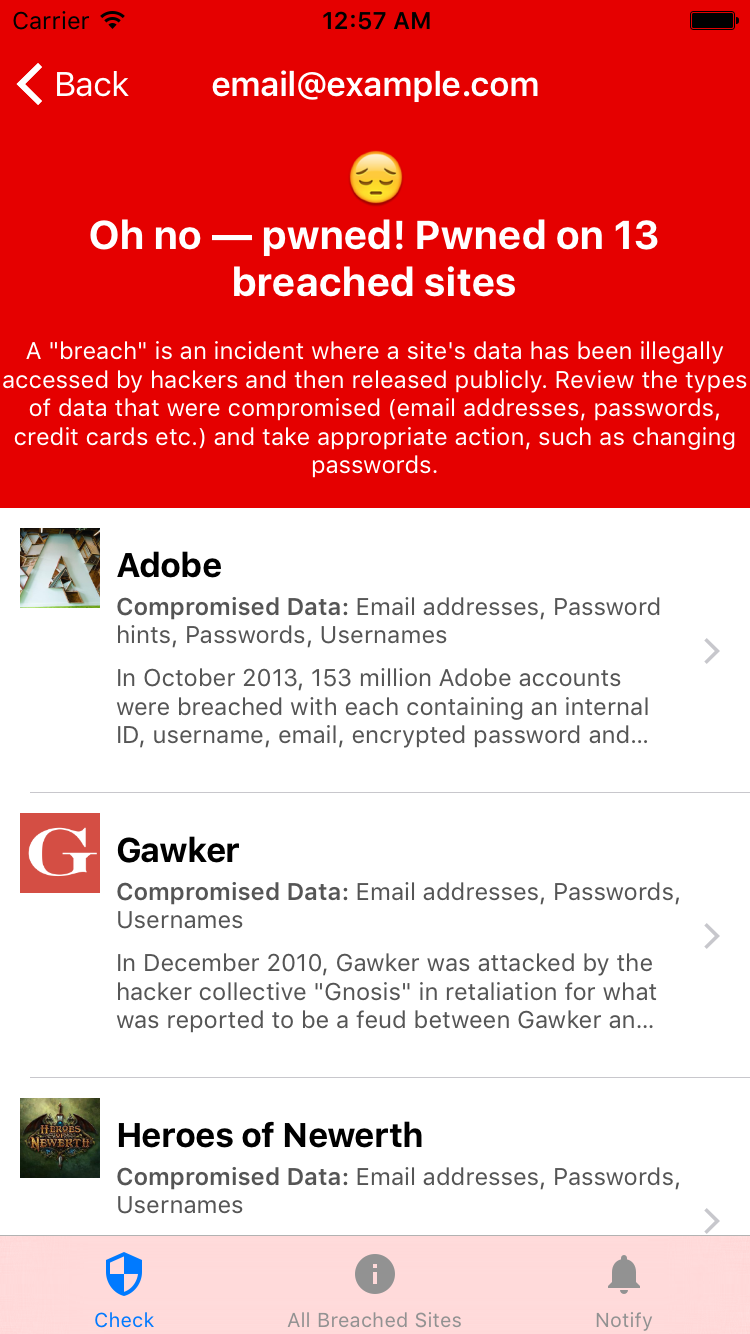 Carrier 12:57 AM
Back email@example.com
Oh no — pwned! Pwned on 13
breached sites
A "breach" is an incident where a site's data has been illegally
accessed by hackers and then released publicly. Review the types
of data that were compromised (email addresses, passwords,
credit cards etc.) and take appropriate action, such as changing
passwords.
Adobe
Compromised Data: Email addresses, Password
hints, Passwords, Usernames
In October 2013, 153 million Adobe accounts
were breached with each containing an internal
ID, username, email, encrypted password and...
G
Gawker
Compromised Data: Email addresses, Passwords,
Usernames
In December 2010, Gawker was attacked by the
hacker collective "Gnosis" in retaliation for what
was reported to be a feud between Gawker an...
HEROES
NEWERTH
Heroes of Newerth
Compromised Data: Email addresses, Passwords,
Usernames
Check All Breached Sites Notify